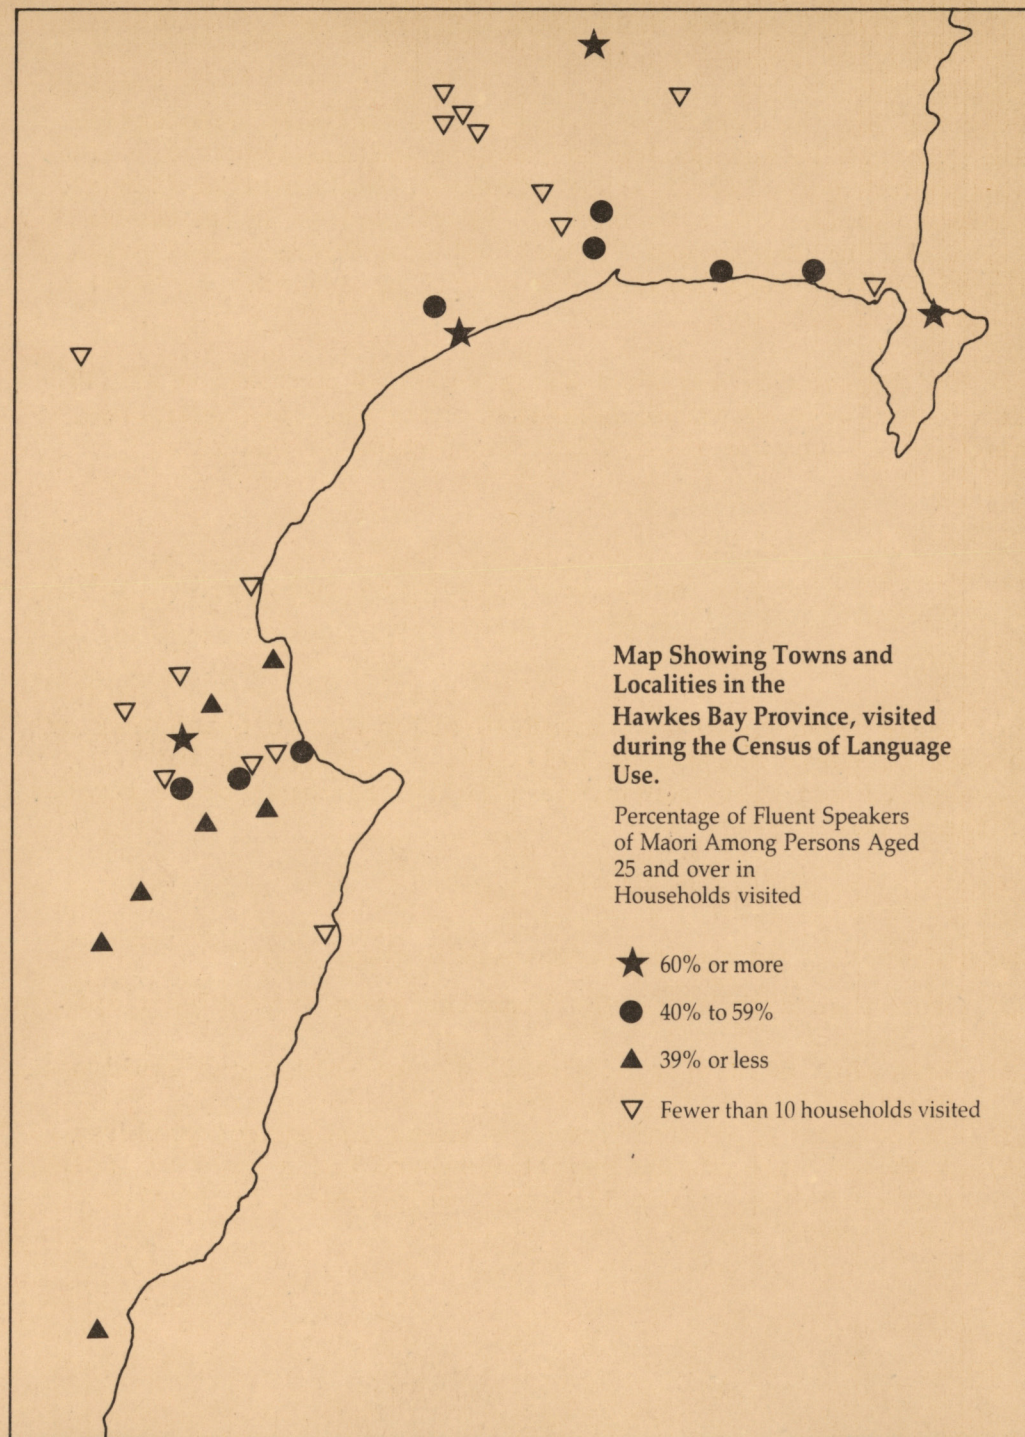 Map Showing Towns and
Localities in the
Hawkes Bay Province, visited
during the Census of Language
Use.
Percentage of Fluent Speakers
of Maori Among Persons Aged
25 and over in
Households visited
60% or more
40% to 59%
39% or less
Fewer than 10 households visited